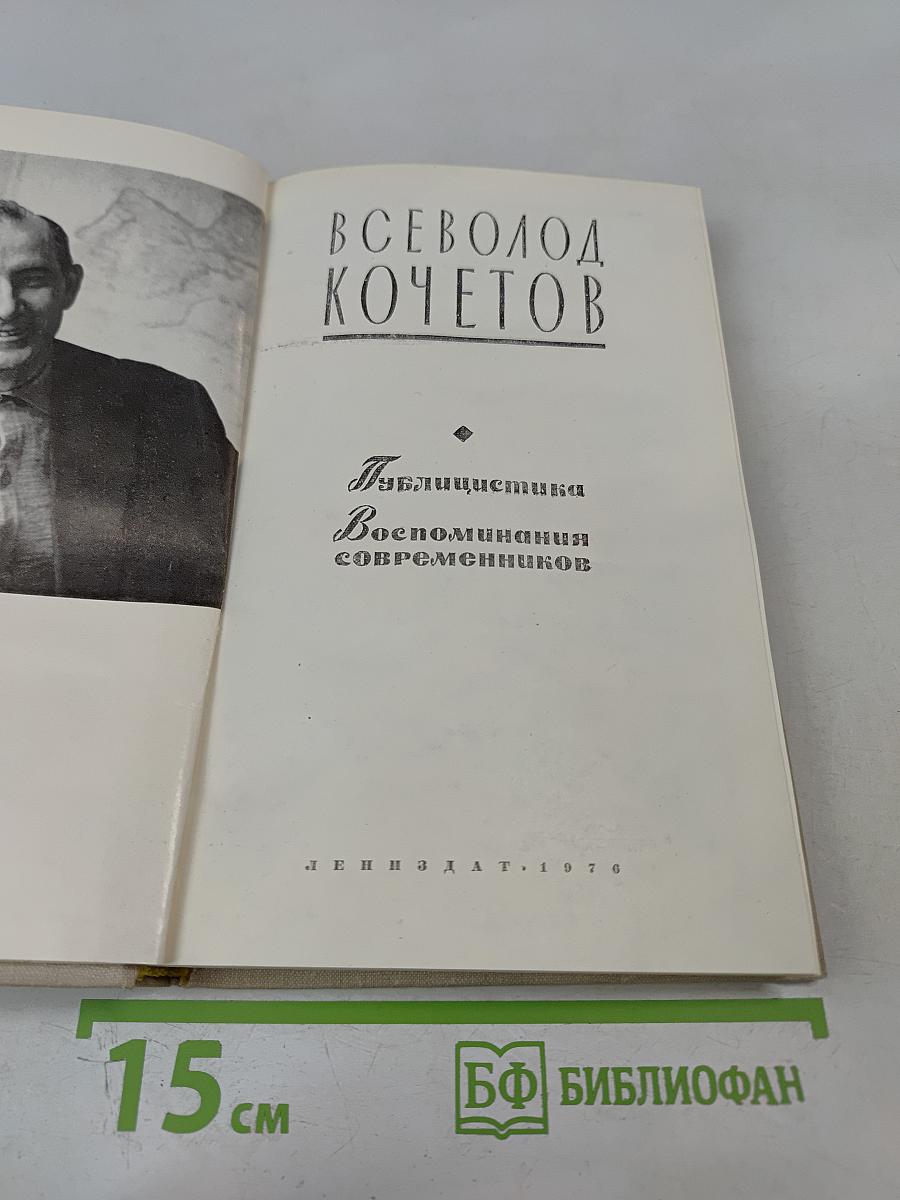 ВСЕВОЛОД
КОЧЕТОВ
Публицистика
Воспоминания
современников
ЛЕНИЗДАТ · 1976
15 см
БФ БИБЛИОФАН